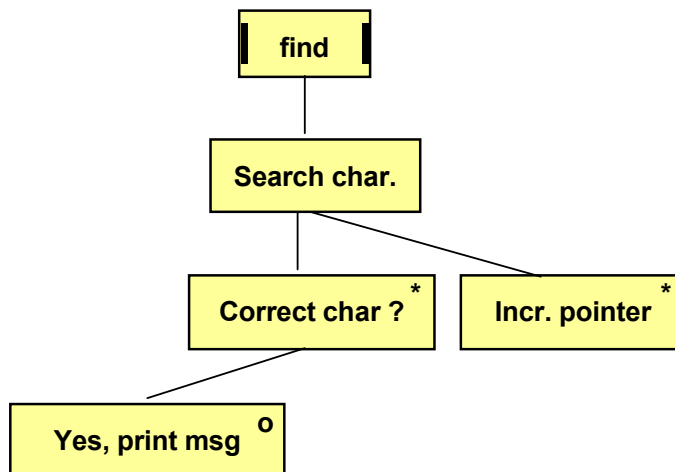 find
Search char.
Correct char ? *
Incr. pointer *
Yes, print msg o